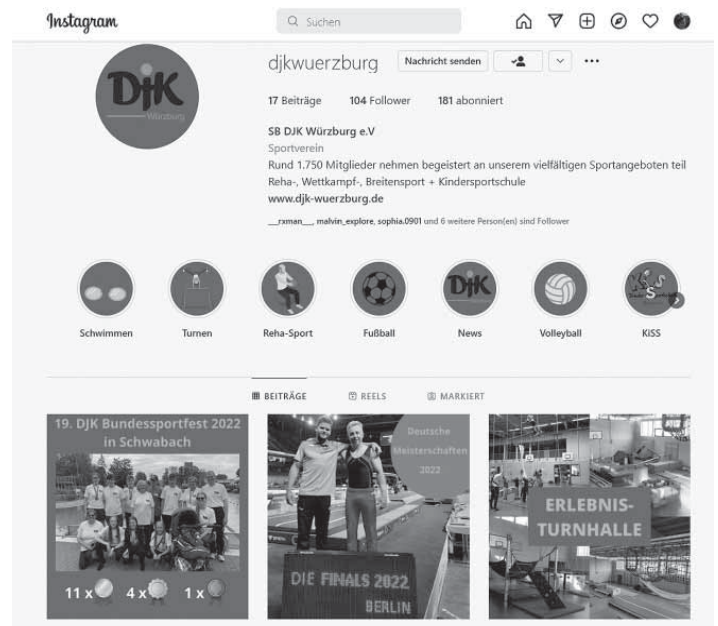 Instagram
Suchen
DJK
Würzburg
djkwuerzburg
Nachricht senden
17 Beiträge 104 Follower 181 abonniert
SB DJK Würzburg e.V
Sportverein
Rund 1.750 Mitglieder nehmen begeistert an unserem vielfältigen Sportangeboten teil
Reha-, Wettkampf-, Breitensport + Kindersportschule
www.djk-wuerzburg.de
__rxman__, malvin_explore, sophia.0901 und 6 weitere Person(en) sind Follower
DJK
Schwimmen Turnen Reha-Sport Fußball News Volleyball KiSS
BEITRÄGE REELS MARKIERT
19. DJK Bundessportfest 2022
in Schwabach
11 x 4 x 1 x
Deutsche
Meisterschaften
2022
DIE FINALS 2022
BERLIN
ERLEBNIS-
TURNHALLE